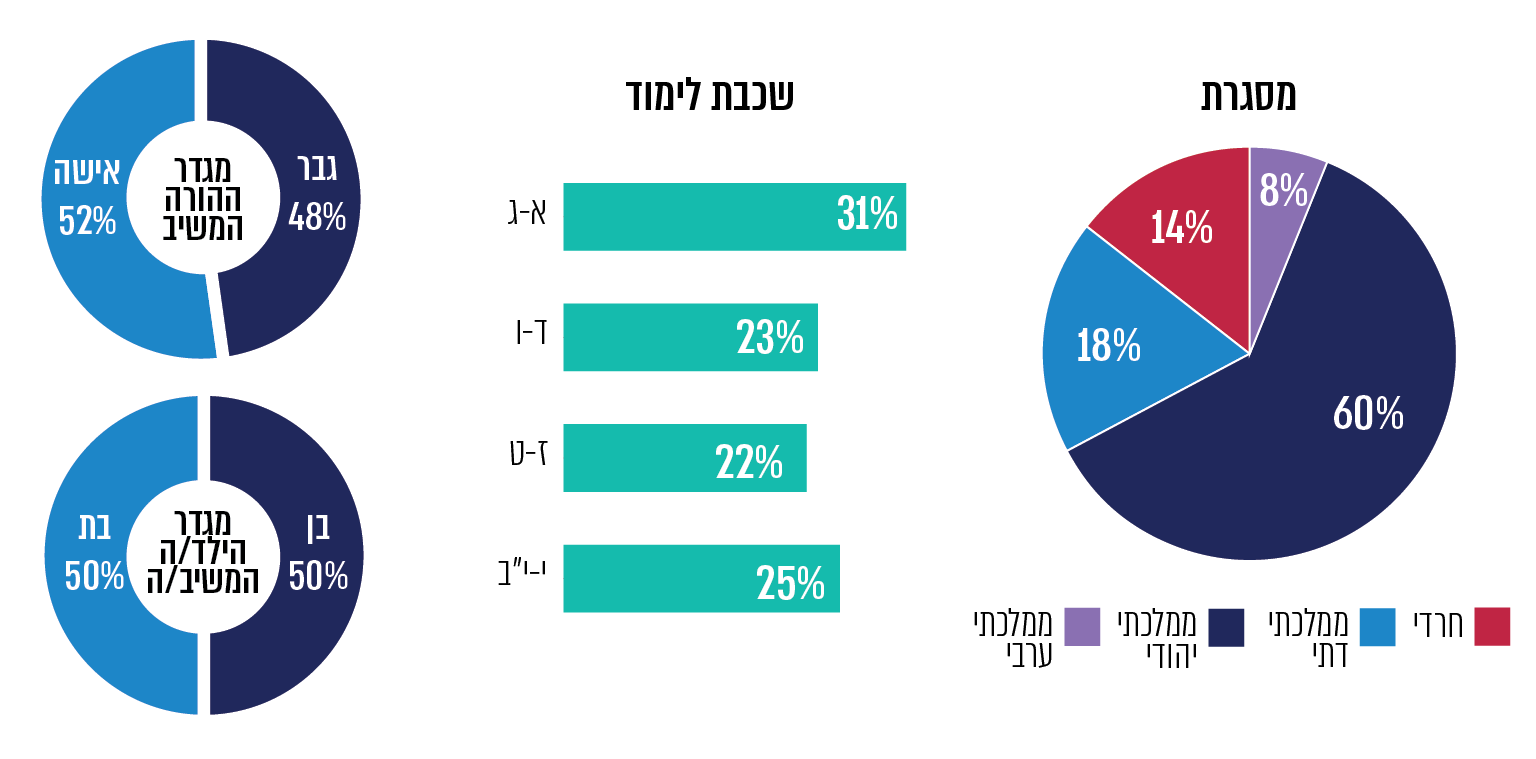 מסגרת
8%
14%
18%
60%
חרדי
ממלכתי
דתי
ממלכתי
יהודי
ממלכתי
ערבי
שכבת לימוד
א-ג
31%
ד-ו
23%
ז-ט
22%
י-י"ב
25%
מגדר
ההורה
המשיב
גבר
48%
אישה
52%
מגדר
הילד/ה
המשיב/ה
בן
50%
בת
50%